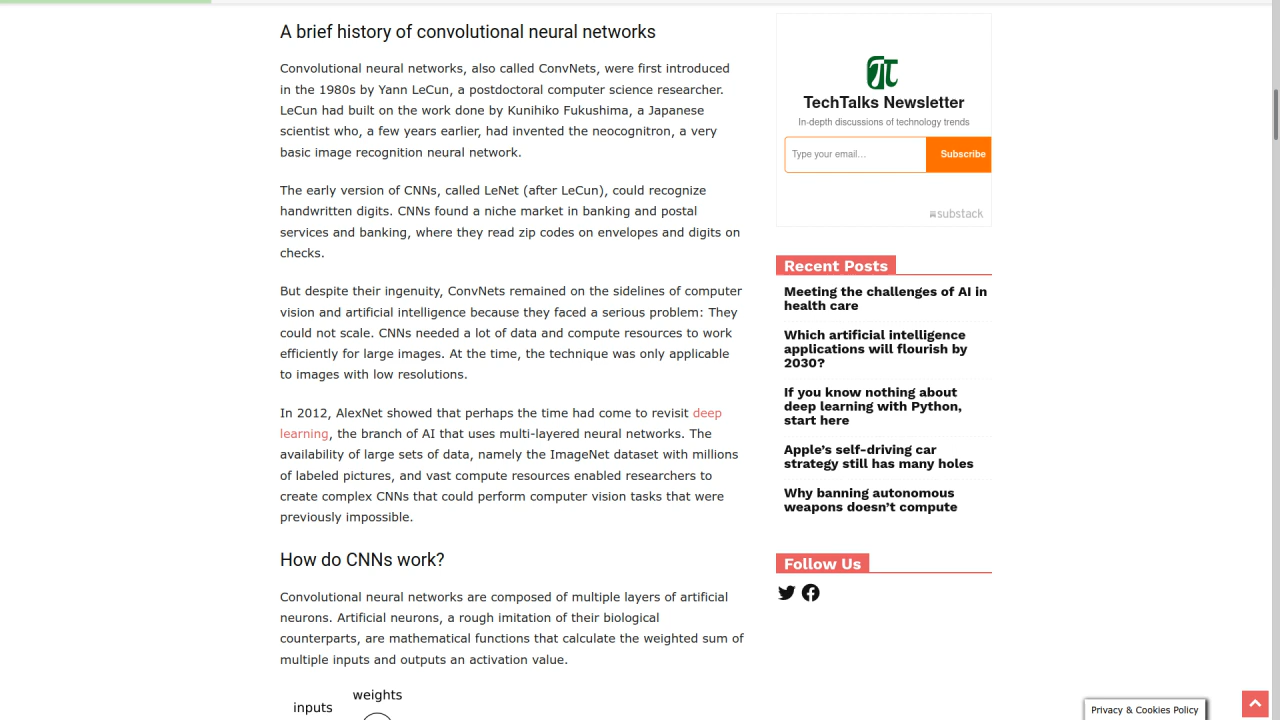 A brief history of convolutional neural networks
Convolutional neural networks, also called ConvNets, were first introduced
in the 1980s by Yann LeCun, a postdoctoral computer science researcher.
LeCun had built on the work done by Kunihiko Fukushima, a Japanese
scientist who, a few years earlier, had invented the neocognitron, a very
basic image recognition neural network.
The early version of CNNs, called LeNet (after LeCun), could recognize
handwritten digits. CNNs found a niche market in banking and postal
services and banking, where they read zip codes on envelopes and digits on
checks.
But despite their ingenuity, ConvNets remained on the sidelines of computer
vision and artificial intelligence because they faced a serious problem: They
could not scale. CNNs needed a lot of data and compute resources to work
efficiently for large images. At the time, the technique was only applicable
to images with low resolutions.
In 2012, AlexNet showed that perhaps the time had come to revisit deep
learning, the branch of AI that uses multi-layered neural networks. The
availability of large sets of data, namely the ImageNet dataset with millions
of labeled pictures, and vast compute resources enabled researchers to
create complex CNNs that could perform computer vision tasks that were
previously impossible.
How do CNNs work?
Convolutional neural networks are composed of multiple layers of artificial
neurons. Artificial neurons, a rough imitation of their biological
counterparts, are mathematical functions that calculate the weighted sum of
multiple inputs and outputs an activation value.
weights
inputs
TechTalks Newsletter
In-depth discussions of technology trends
Type your email...
Subscribe
substack
Recent Posts
Meeting the challenges of AI in
health care
Which artificial intelligence
applications will flourish by
2030?
If you know nothing about
deep learning with Python,
start here
Apple's self-driving car
strategy still has many holes
Why banning autonomous
weapons doesn't compute
Follow Us
Privacy & Cookies Policy